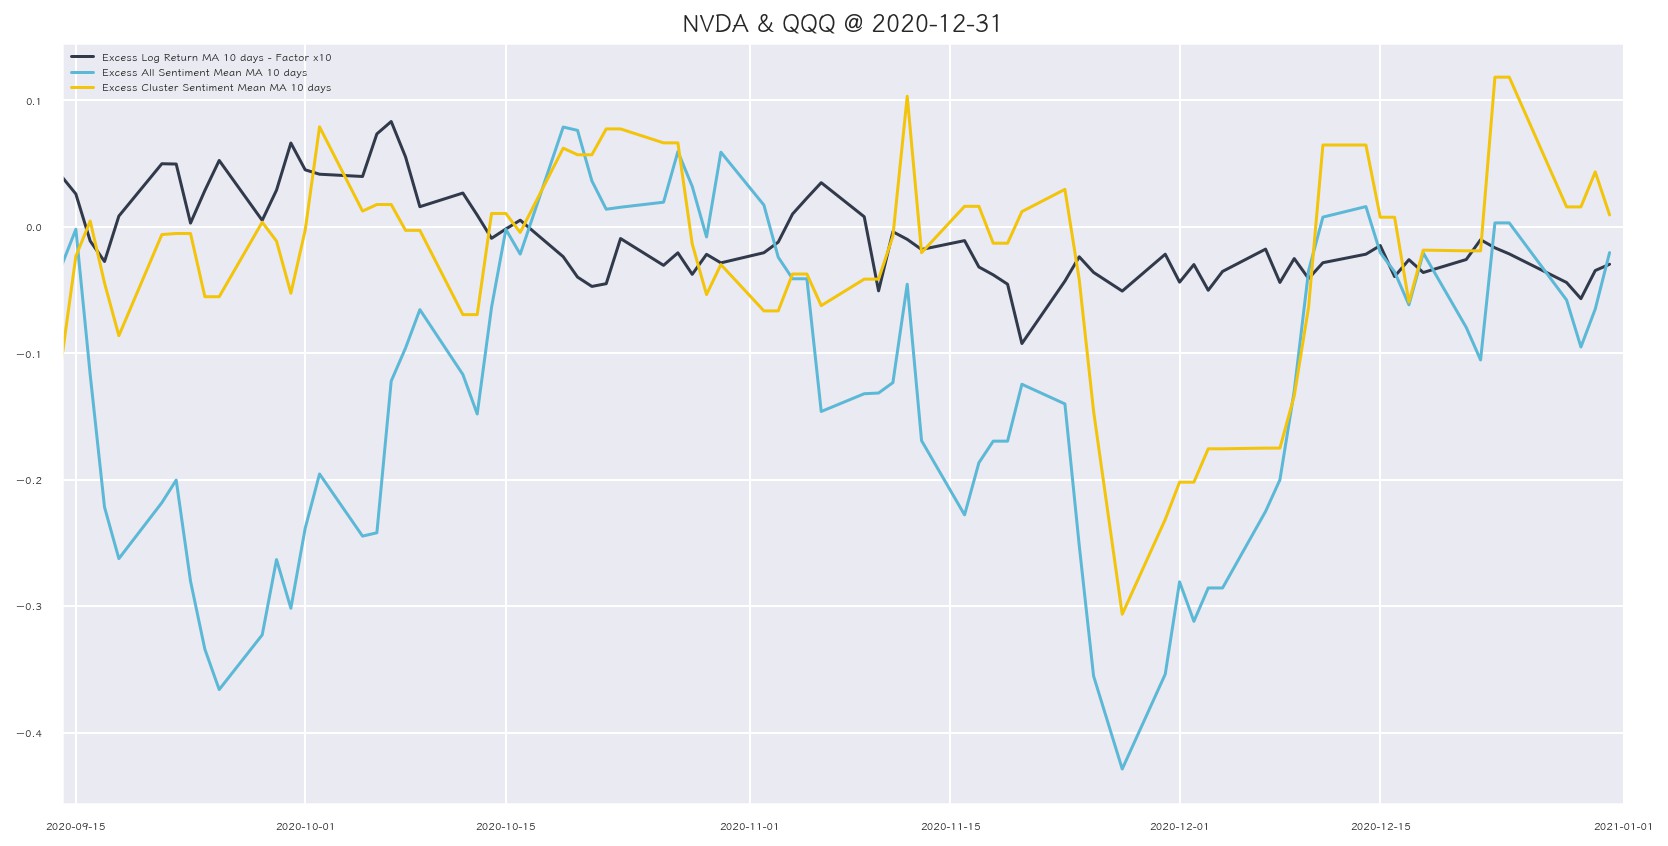 NVDA & QQQ @ 2020-12-31
Excess Log Return MA 10 days - Factor x10
Excess All Sentiment Mean MA 10 days
Excess Cluster Sentiment Mean MA 10 days
0.1
0.0
−0.1
−0.2
−0.3
−0.4
2020-09-15 2020-10-01 2020-10-15 2020-11-01 2020-11-15 2020-12-01 2020-12-15 2021-01-01